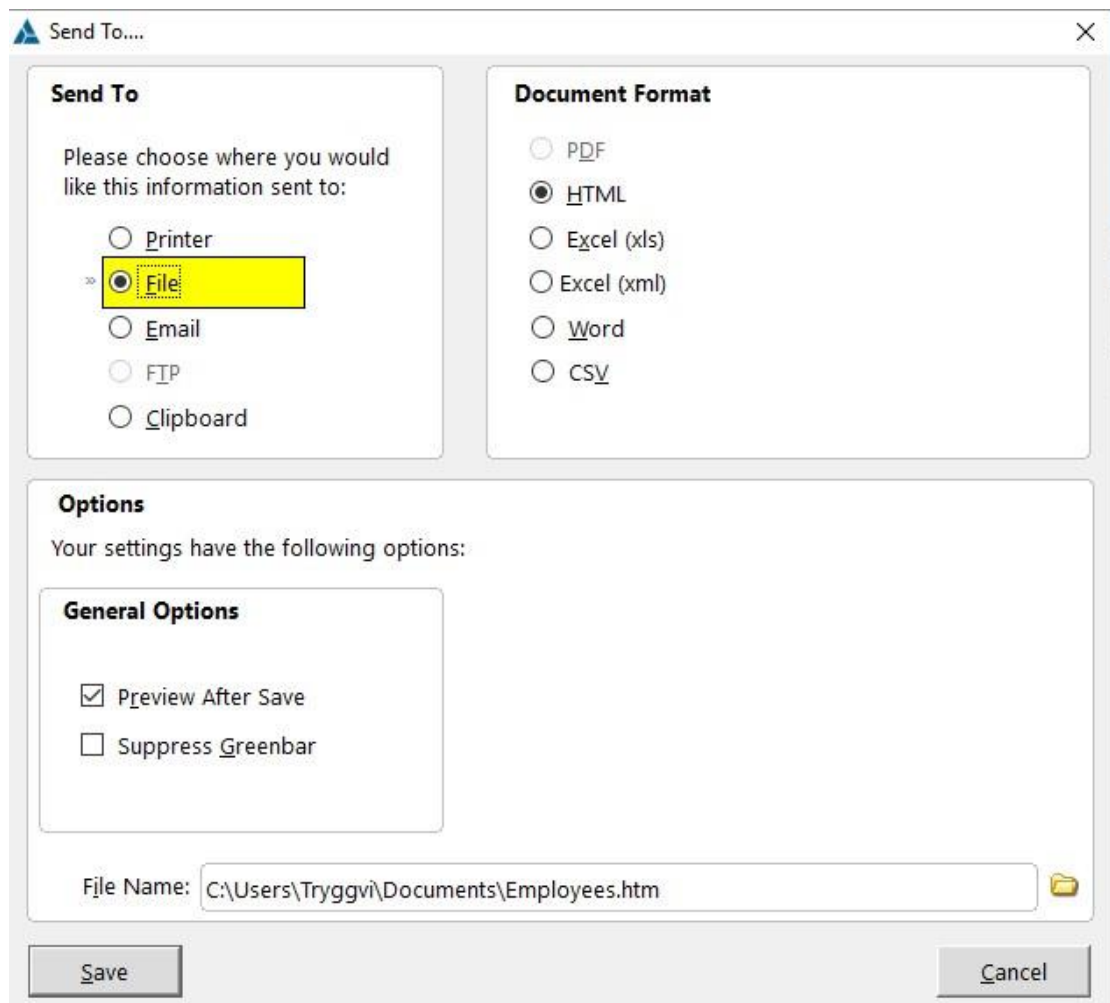 Send To....
Send To
Please choose where you would
like this information sent to:
Printer
» File
Email
FTP
Clipboard
Document Format
PDF
HTML
Excel (xls)
Excel (xml)
Word
CSV
Options
Your settings have the following options:
General Options
Preview After Save
Suppress Greenbar
File Name: C:\Users\Tryggvi\Documents\Employees.htm
Save
Cancel